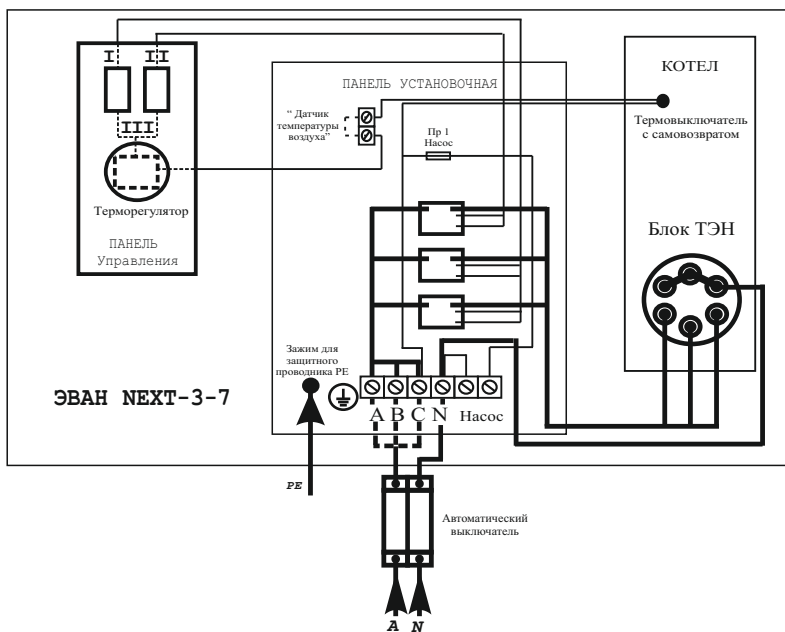 I II
III
Терморегулятор
ПАНЕЛЬ
Управления
ПАНЕЛЬ УСТАНОВОЧНАЯ
“ Датчик
температуры
воздуха”
Пр 1
Насос
КОТЕЛ
Термовыключатель
с самовозвратом
Блок ТЭН
Зажим для
защитного
проводника РЕ
ЭВАН NEXT-3-7
A B C N Насос
PE
Автоматический
выключатель
A N